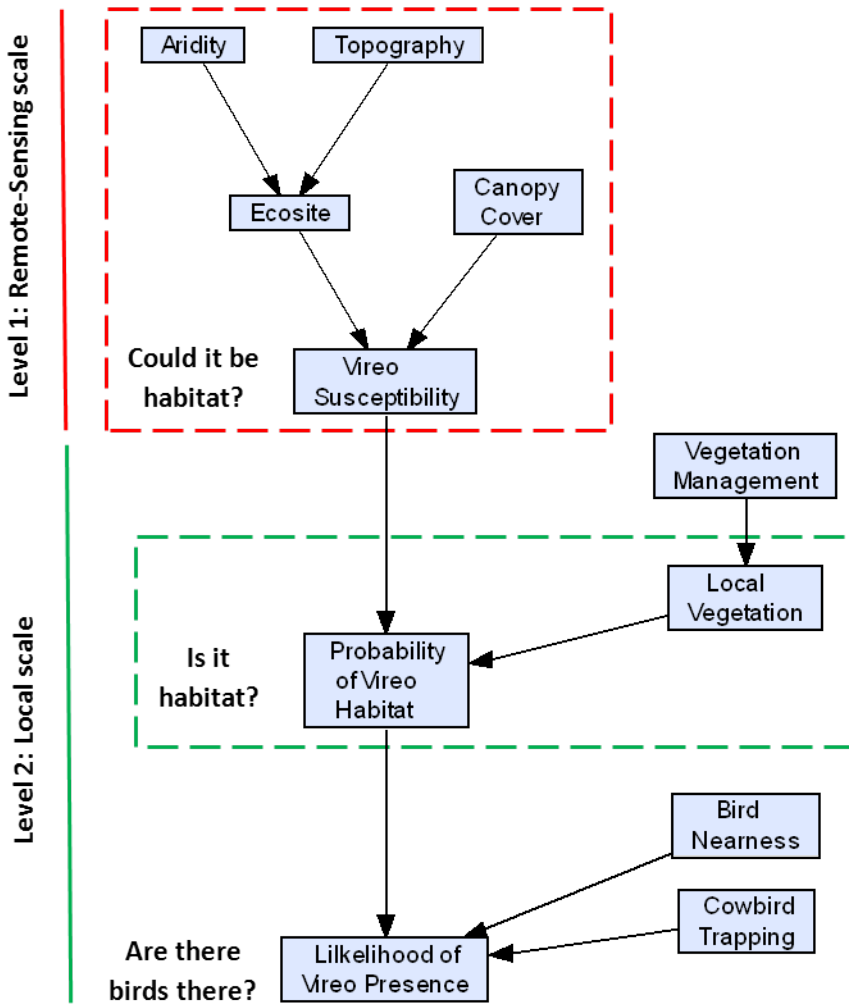 Level 1: Remote-Sensing scale
Aridity
Topography
Ecosite
Canopy
Cover
Could it be
habitat?
Vireo
Susceptibility
Level 2: Local scale
Vegetation
Management
Local
Vegetation
Is it
habitat?
Probability
of Vireo
Habitat
Bird
Nearness
Cowbird
Trapping
Are there
birds there?
Lilkelihood of
Vireo Presence